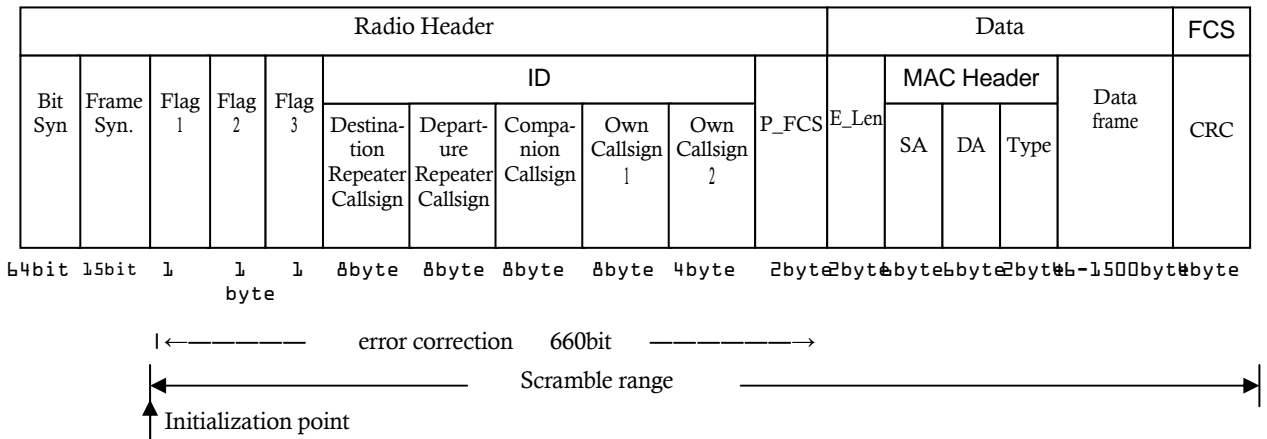 Radio Header Data FCS
ID MAC Header
Bit Syn
Frame Syn.
Flag 1
Flag 2
Flag 3
Destina-
tion
Repeater
Callsign
Depart-
ure
Repeater
Callsign
Compa-
nion
Callsign
Own
Callsign
1
Own
Callsign
2
P_FCS
E_Len
SA
DA
Type
Data
frame
CRC
64bit 15bit 1 1 1 8byte 8byte 8byte 8byte 4byte 2byte 2byte 6byte 6byte 2byte 46-1500byte 4byte
byte
error correction 660bit
Scramble range
Initialization point